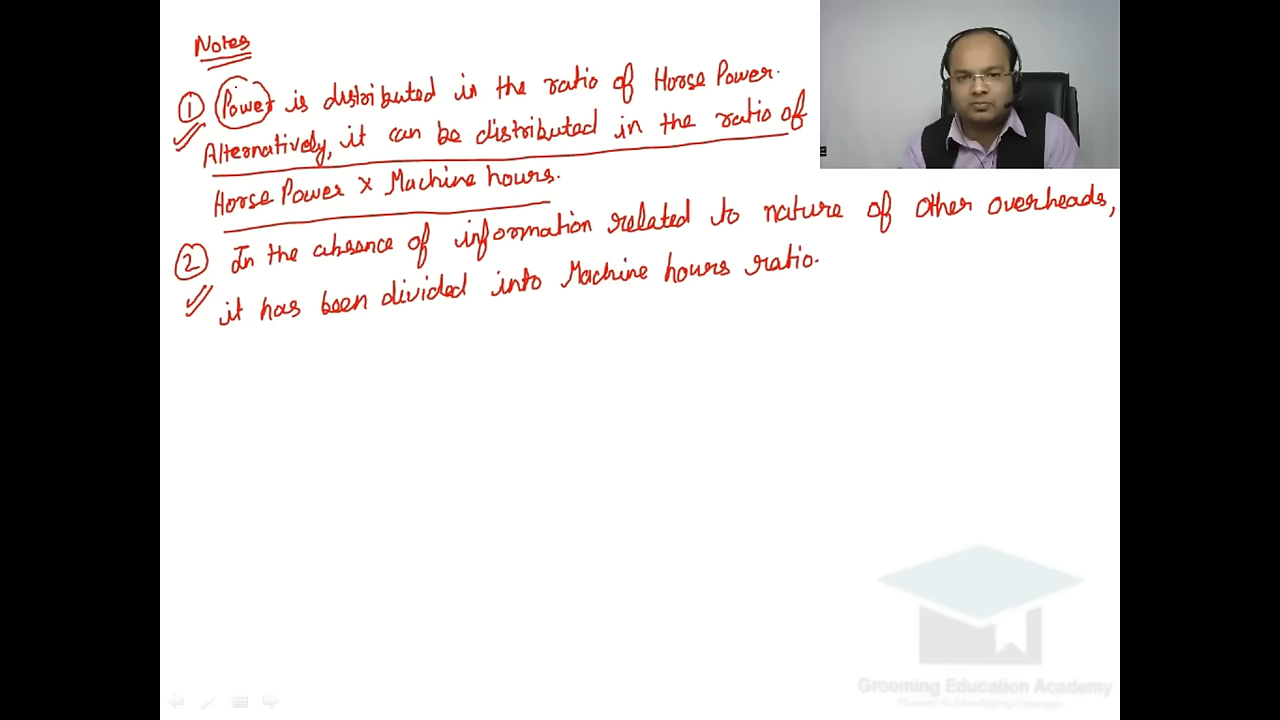 Notes
① Power is distributed in the ratio of Horse Power.
Alternatively, it can be distributed in the ratio of
Horse Power × Machine hours.
② In the absence of information related to nature of other overheads,
it has been divided into Machine hours ratio.
Grooming Education Academy